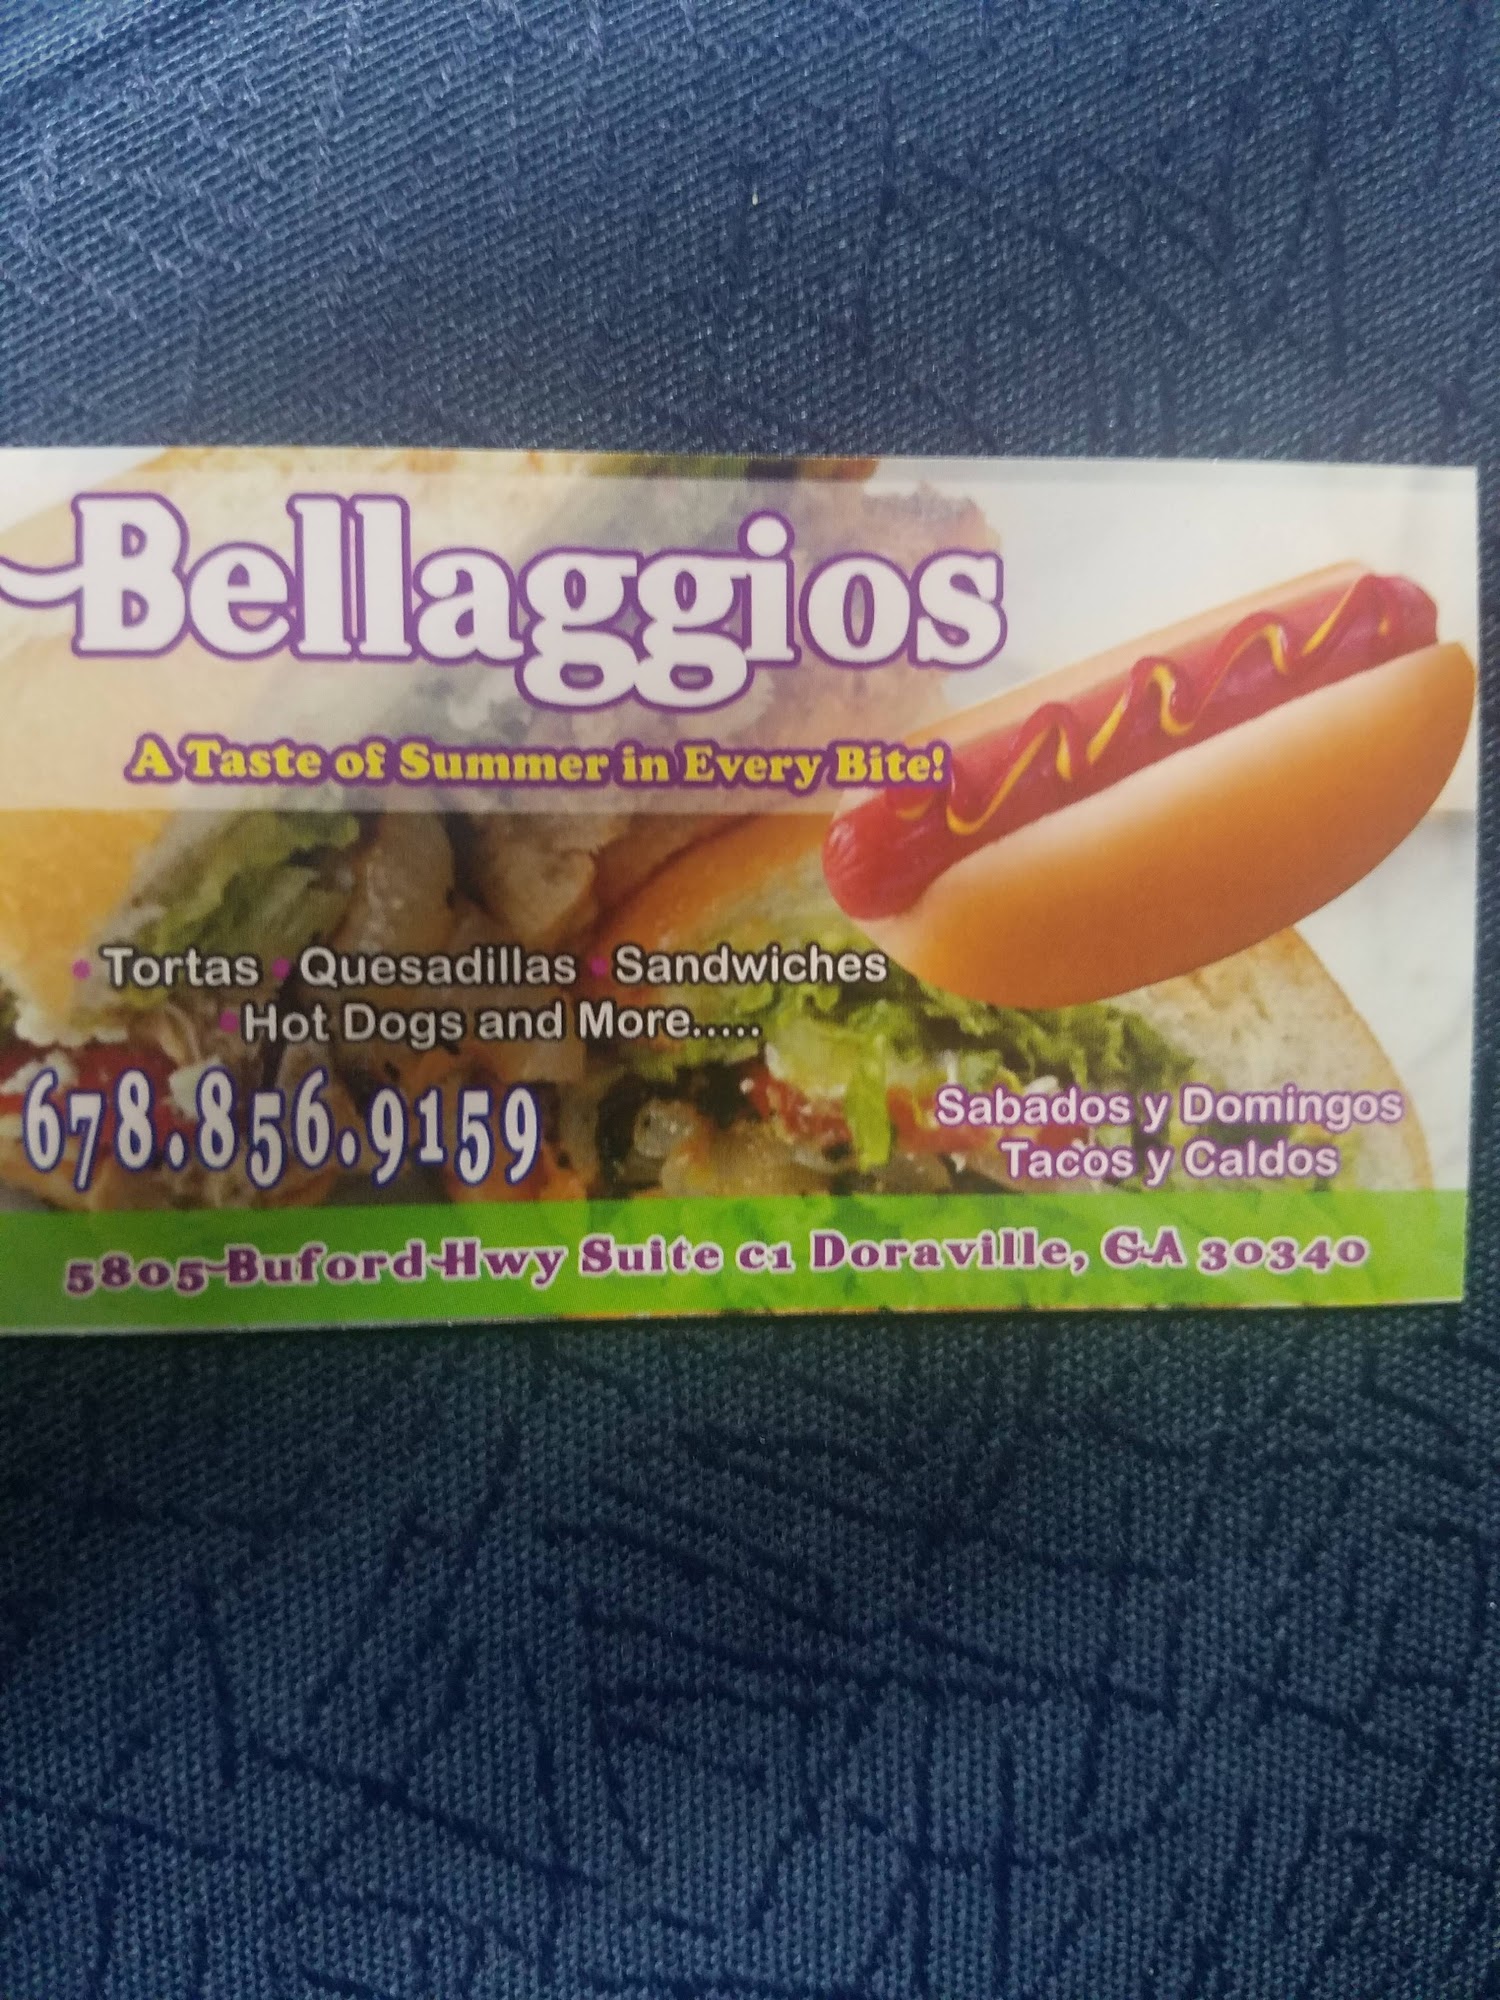 Bellaggios
A Taste of Summer in Every Bite!
• Tortas • Quesadillas • Sandwiches
• Hot Dogs and More.....
678.856.9159
Sabados y Domingos
Tacos y Caldos
5805 Buford Hwy Suite c1 Doraville, GA 30340